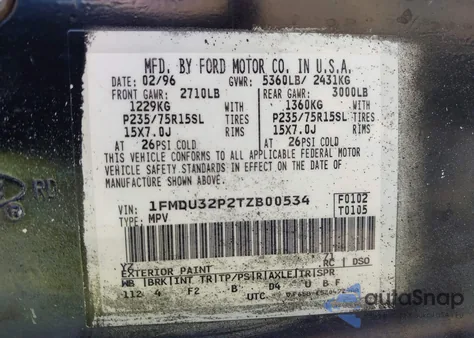 MFD. BY FORD MOTOR CO. IN U.S.A.
DATE: 02/96 GVWR: 5360LB/ 2431KG
FRONT GAWR: 2710LB REAR GAWR: 3000LB
1229KG WITH 1360KG WITH
P235/75R15SL TIRES P235/75R15SL TIRES
15X7.0J RIMS 15X7.0J RIMS
AT 26PSI COLD AT 26PSI COLD
THIS VEHICLE CONFORMS TO ALL APPLICABLE FEDERAL MOTOR
VEHICLE SAFETY STANDARDS IN EFFECT ON THE DATE OF
MANUFACTURE SHOWN ABOVE.
VIN: 1FMDU32P2TZB00534 F0102
TYPE: MPV T0105
YZ
EXTERIOR PAINT RC DSO
WB BRK INT TR TP/PS R AXLE TR SPR
112 4 F2 B D4 U B F
UTC
autoSnap